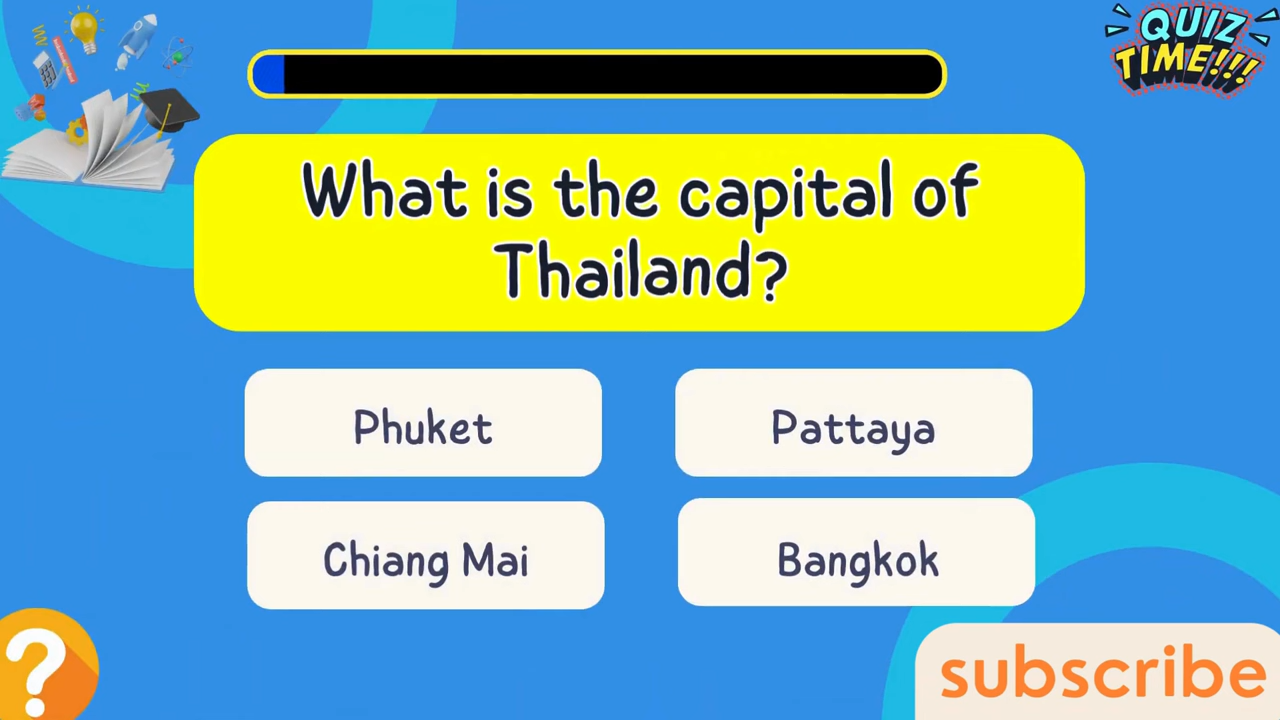 QUIZ
TIME!!!
What is the capital of
Thailand?
Phuket
Pattaya
Chiang Mai
Bangkok
?
subscribe